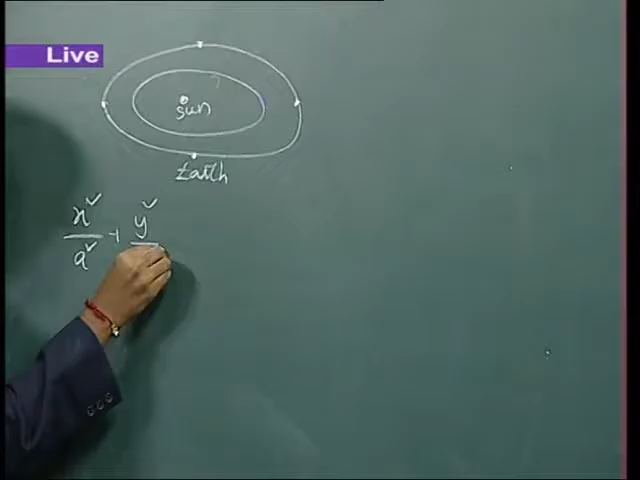 Live
Sun
Earth
x² + y²
a²